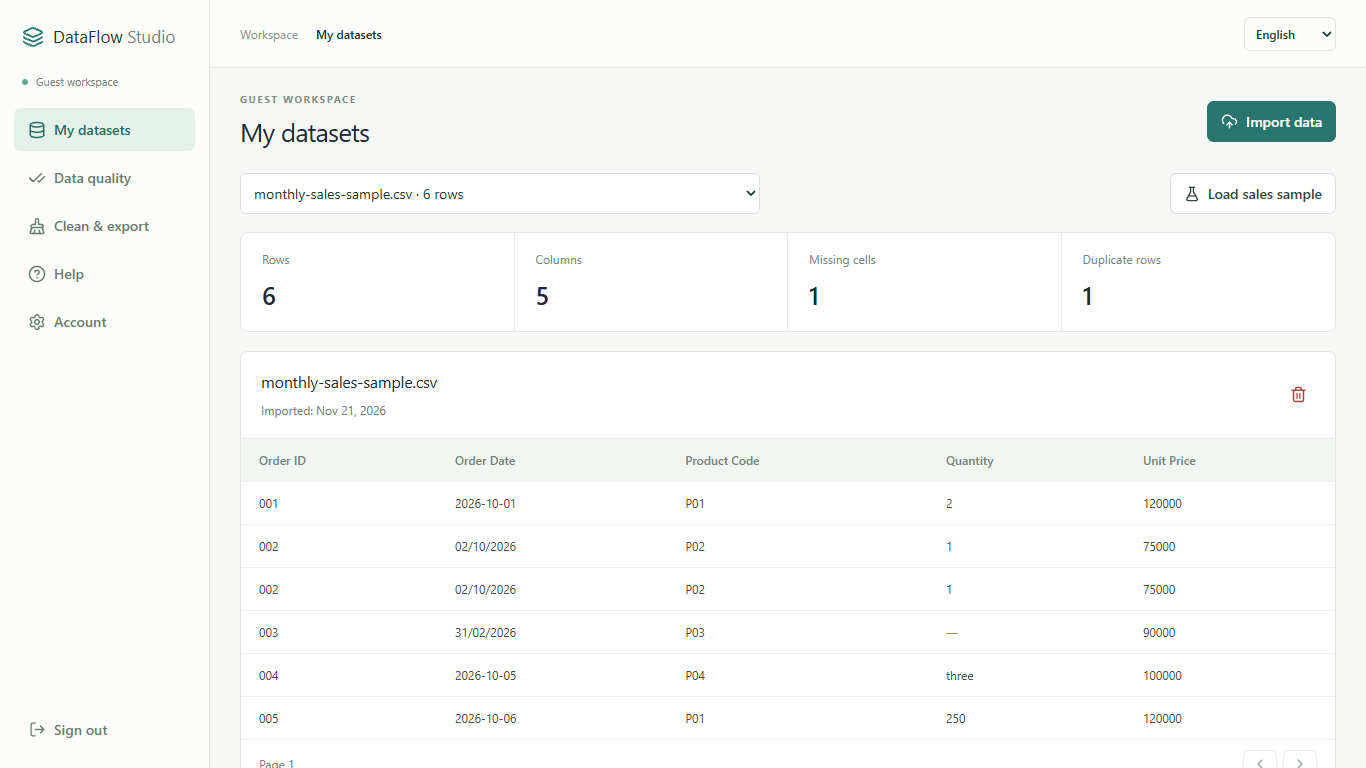 DataFlow Studio
Workspace My datasets
English
Guest workspace
My datasets
Data quality
Clean & export
Help
Account
Sign out
GUEST WORKSPACE
My datasets
Import data
monthly-sales-sample.csv · 6 rows
Load sales sample
Rows Columns Missing cells Duplicate rows
6 5 1 1
monthly-sales-sample.csv
Imported: Nov 21, 2026
Order ID Order Date Product Code Quantity Unit Price
001 2026-10-01 P01 2 120000
002 02/10/2026 P02 1 75000
002 02/10/2026 P02 1 75000
003 31/02/2026 P03 — 90000
004 2026-10-05 P04 three 100000
005 2026-10-06 P01 250 120000
Page 1